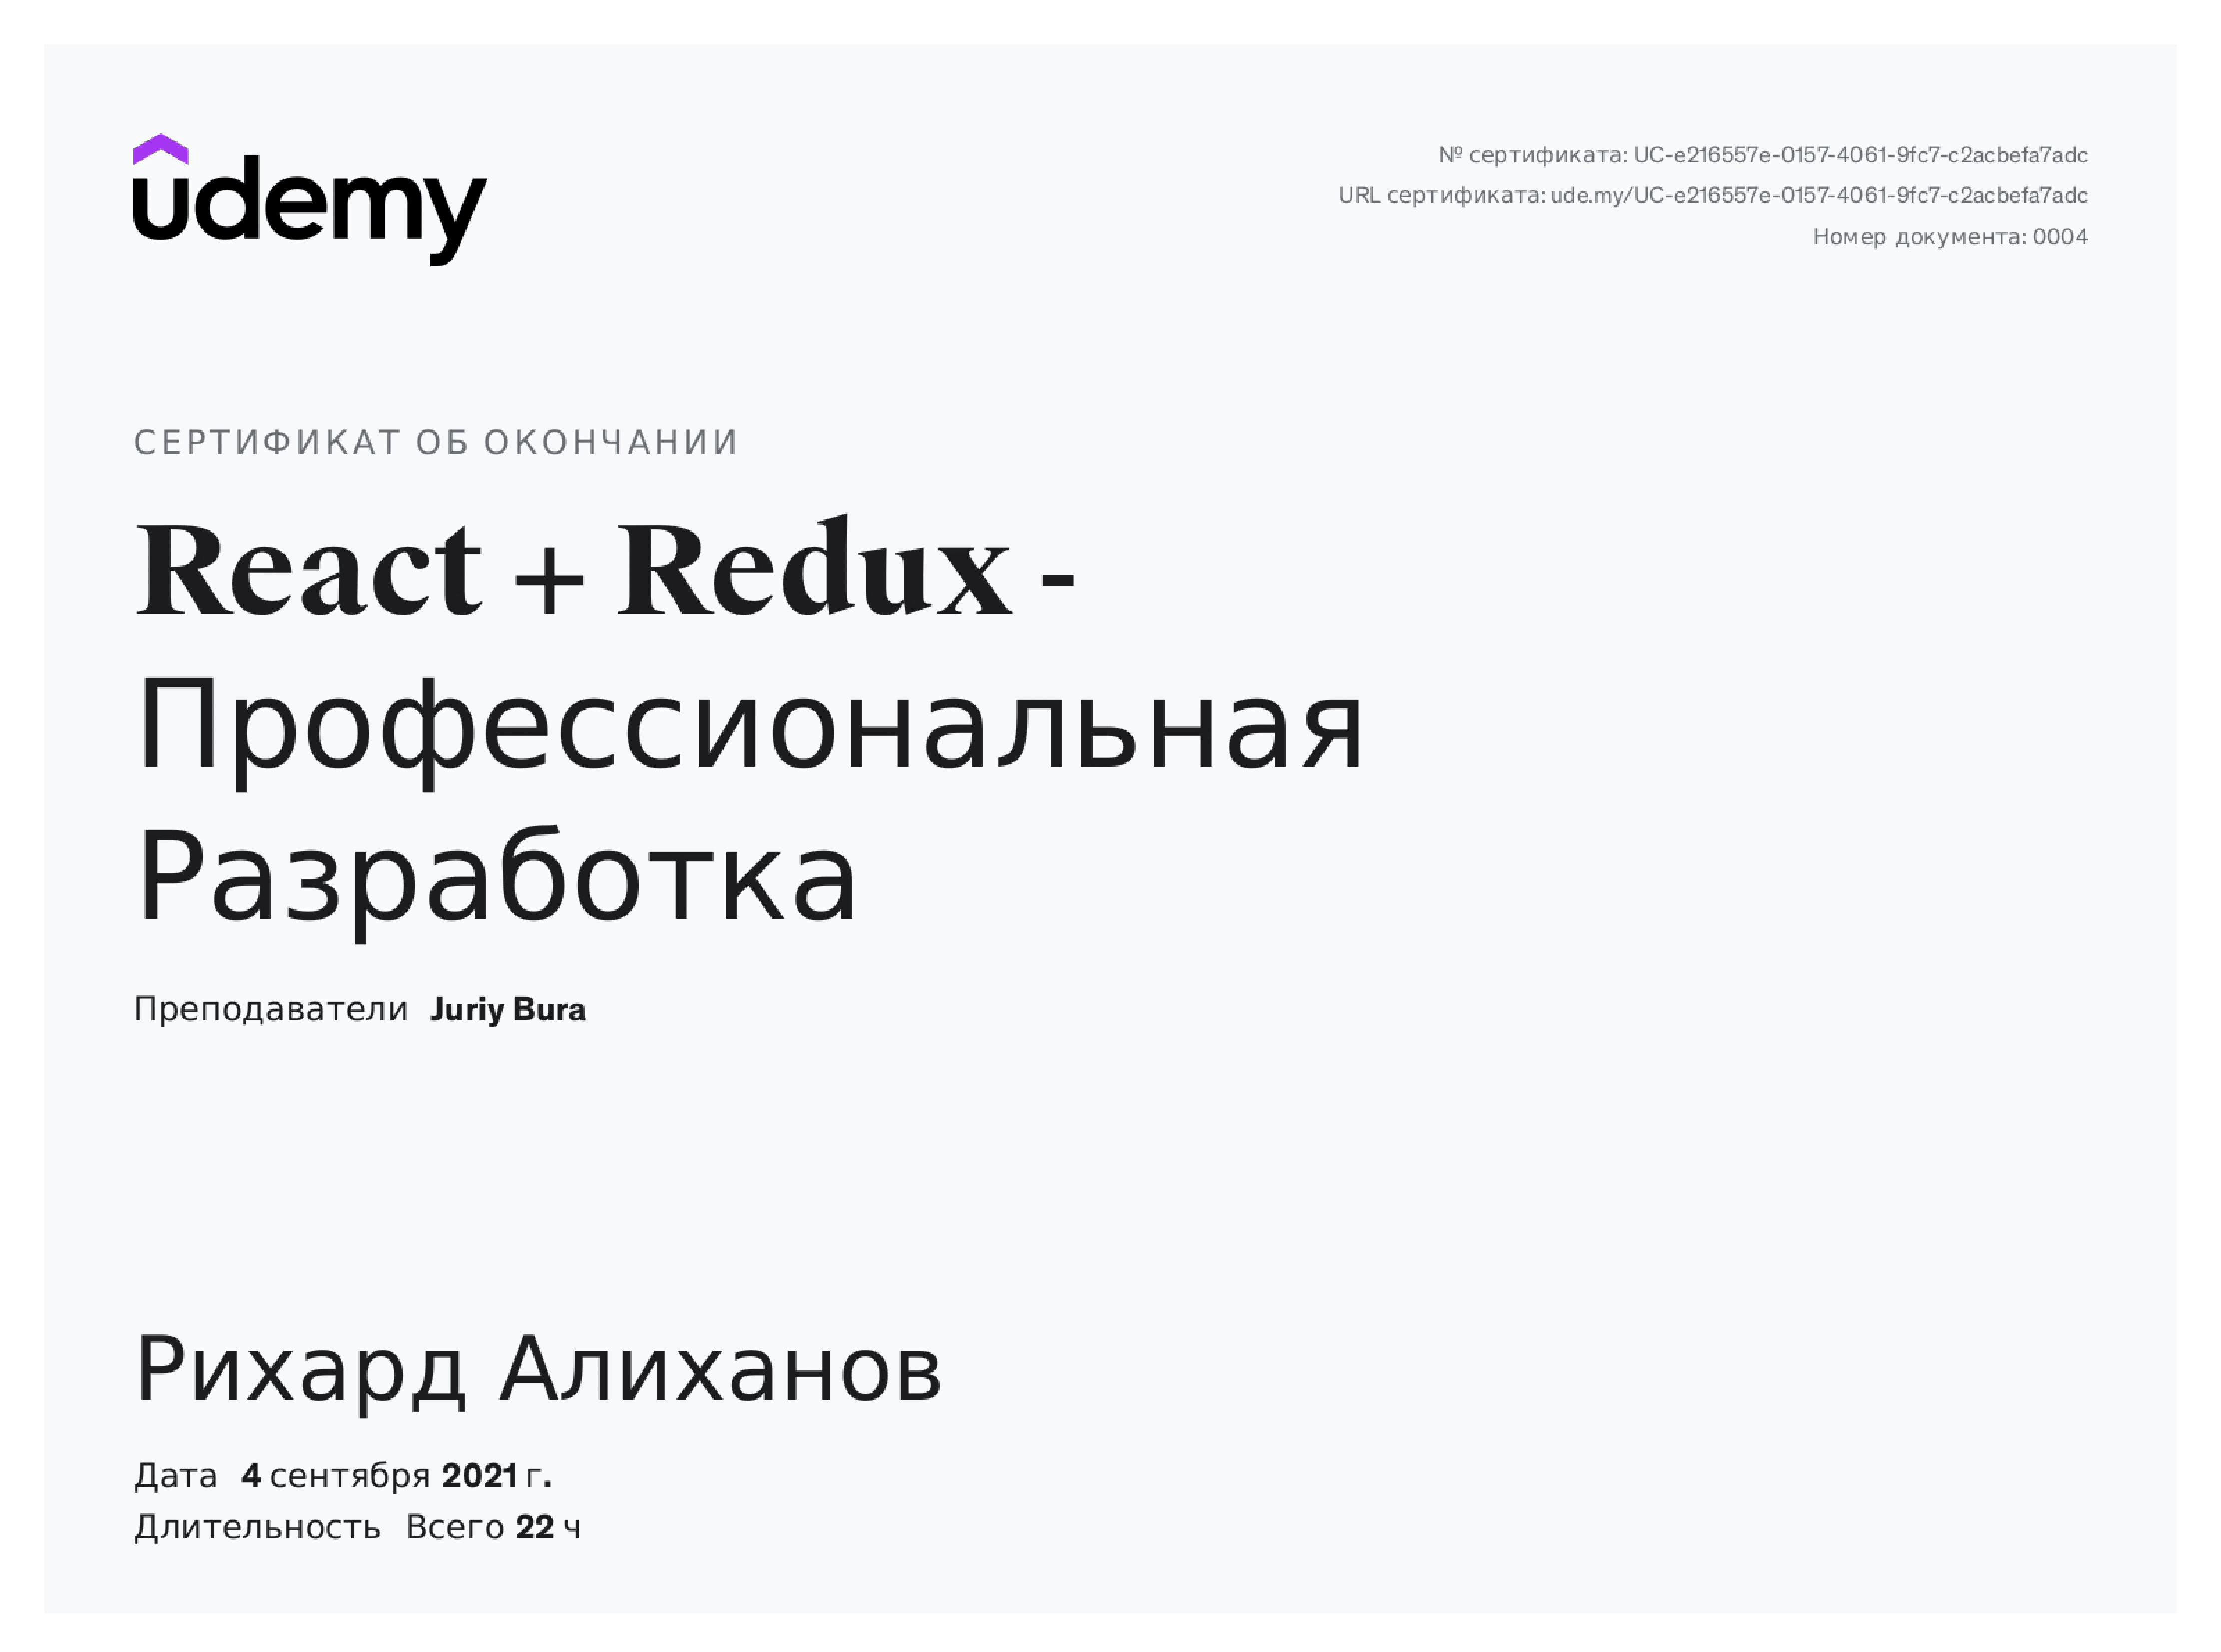 udemy
№ сертификата: UC-e216557e-0157-4061-9fc7-c2acbefa7adc
URL сертификата: ude.my/UC-e216557e-0157-4061-9fc7-c2acbefa7adc
Номер документа: 0004
СЕРТИФИКАТ ОБ ОКОНЧАНИИ
React + Redux -
Профессиональная
Разработка
Преподаватели Juriy Bura
Рихард Алиханов
Дата 4 сентября 2021 г.
Длительность Всего 22 ч